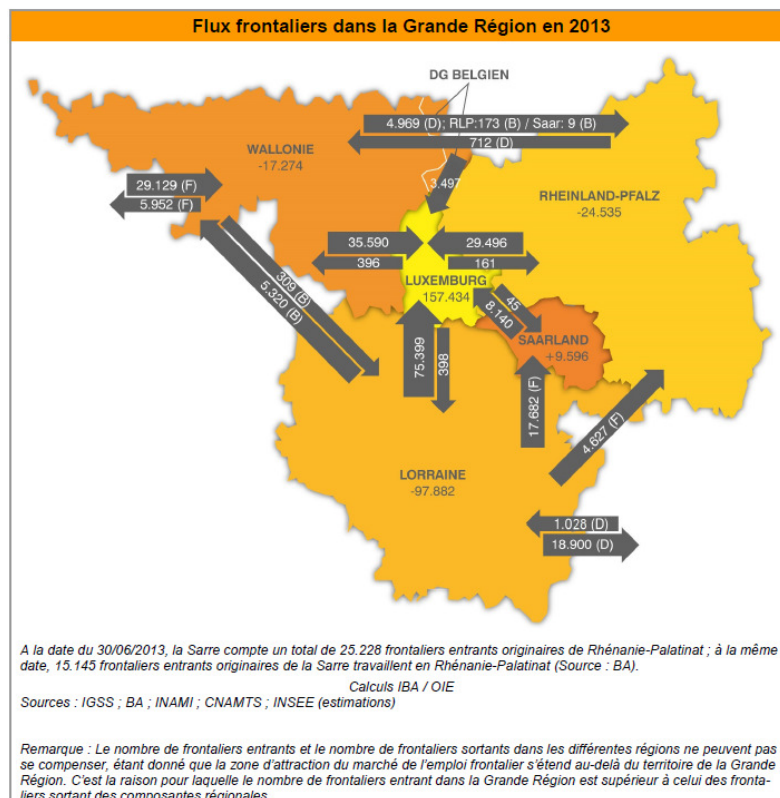 Flux frontaliers dans la Grande Région en 2013
DG BELGIEN
4.969 (D); RLP:173 (B) / Saar: 9 (B)
712 (D)
WALLONIE
-17.274
3.497
29.129 (F)
5.952 (F)
RHEINLAND-PFALZ
-24.535
35.590
29.496
396
161
LUXEMBURG
157.434
309 (B)
5.320 (B)
45
8.140
SAARLAND
+9.596
75.399
398
17.682 (F)
4.627 (F)
LORRAINE
-97.882
1.028 (D)
18.900 (D)
A la date du 30/06/2013, la Sarre compte un total de 25.228 frontaliers entrants originaires de Rhénanie-Palatinat ; à la même
date, 15.145 frontaliers entrants originaires de la Sarre travaillent en Rhénanie-Palatinat (Source : BA).
Calculs IBA / OIE
Sources : IGSS ; BA ; INAMI ; CNAMTS ; INSEE (estimations)
Remarque : Le nombre de frontaliers entrants et le nombre de frontaliers sortants dans les différentes régions ne peuvent pas
se compenser, étant donné que la zone d'attraction du marché de l'emploi frontalier s'étend au-delà du territoire de la Grande
Région. C'est la raison pour laquelle le nombre de frontaliers entrant dans la Grande Région est supérieur à celui des fronta-
liers sortant des composantes régionales.